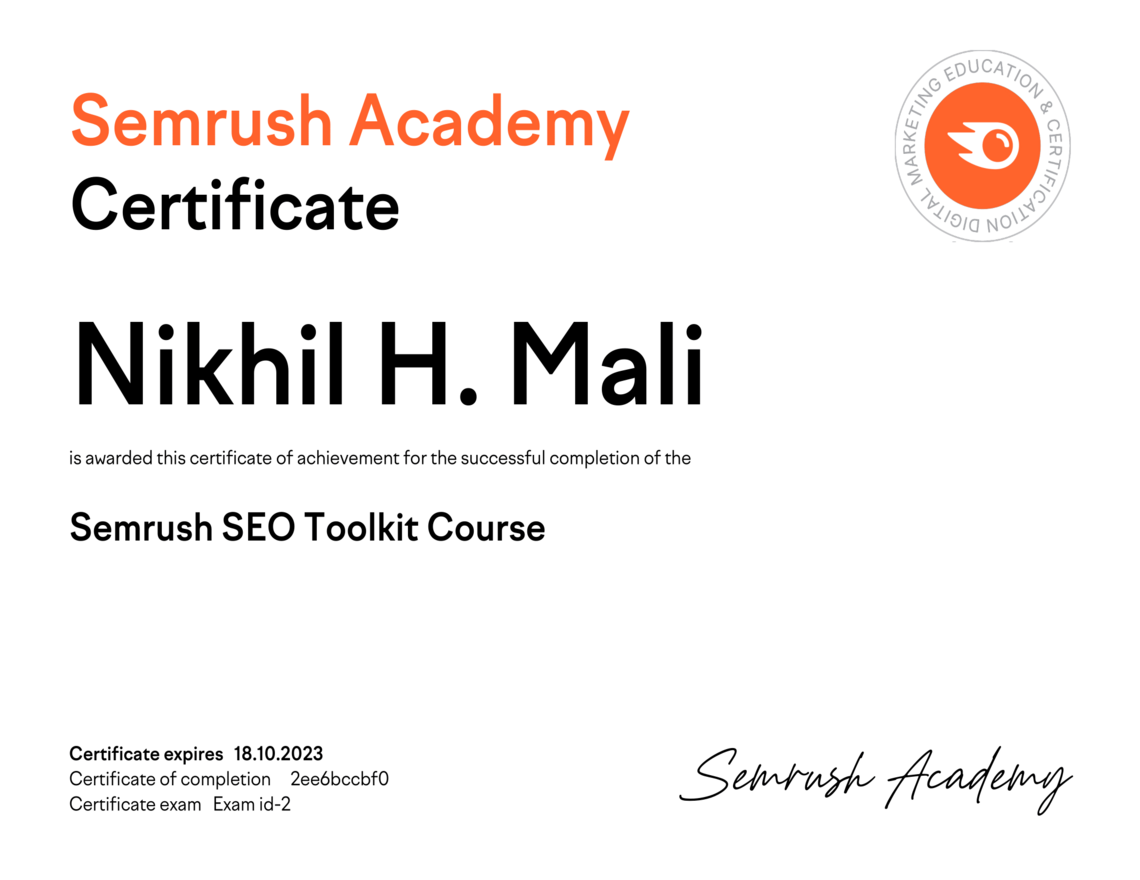 Semrush Academy
Certificate
DIGITAL MARKETING EDUCATION & CERTIFICATION
Nikhil H. Mali
is awarded this certificate of achievement for the successful completion of the
Semrush SEO Toolkit Course
Certificate expires 18.10.2023
Certificate of completion 2ee6bccbf0
Certificate exam Exam id-2
Semrush Academy